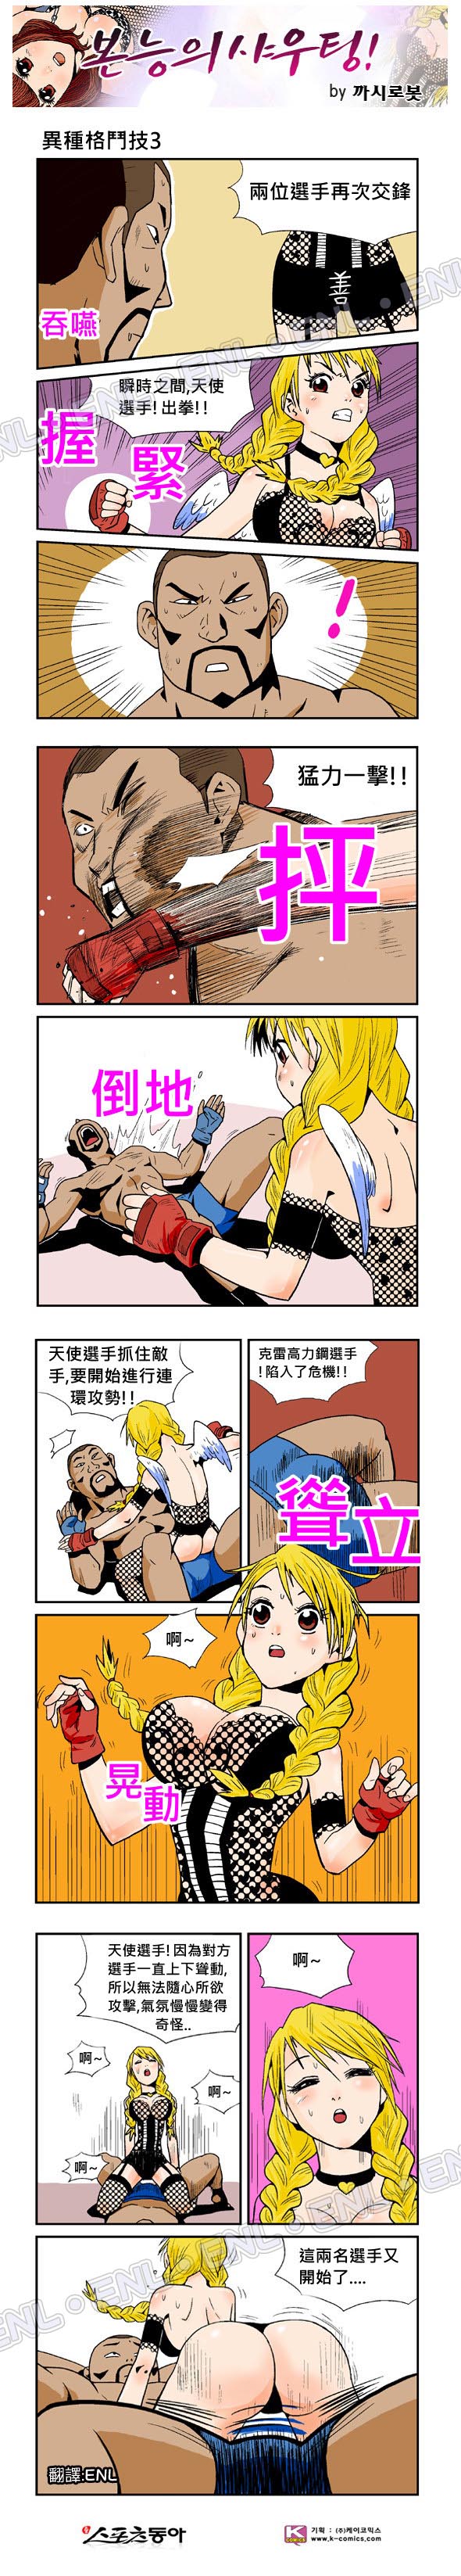 본능의샤우팅!
by 까시로봇
異種格鬥技3
兩位選手再次交鋒
善
吞嚥
瞬時之間,天使
選手! 出拳!!
握
緊
!
猛力一擊!!
抨
倒地
天使選手抓住敵
手,要開始進行連
環攻勢!!
克雷高力鋼選手
!陷入了危機!!
聳
立
啊~
晃
動
天使選手! 因為對方
選手一直上下聳動,
所以無法隨心所欲
攻擊,氣氛慢慢變得
奇怪..
啊~
啊~
啊~
啊~
這兩名選手又
開始了....
翻譯:ENL
ENL•ENL•ENL
스포츠동아
K
COMICS
기획 : (주)케이코믹스
www.k-comics.com